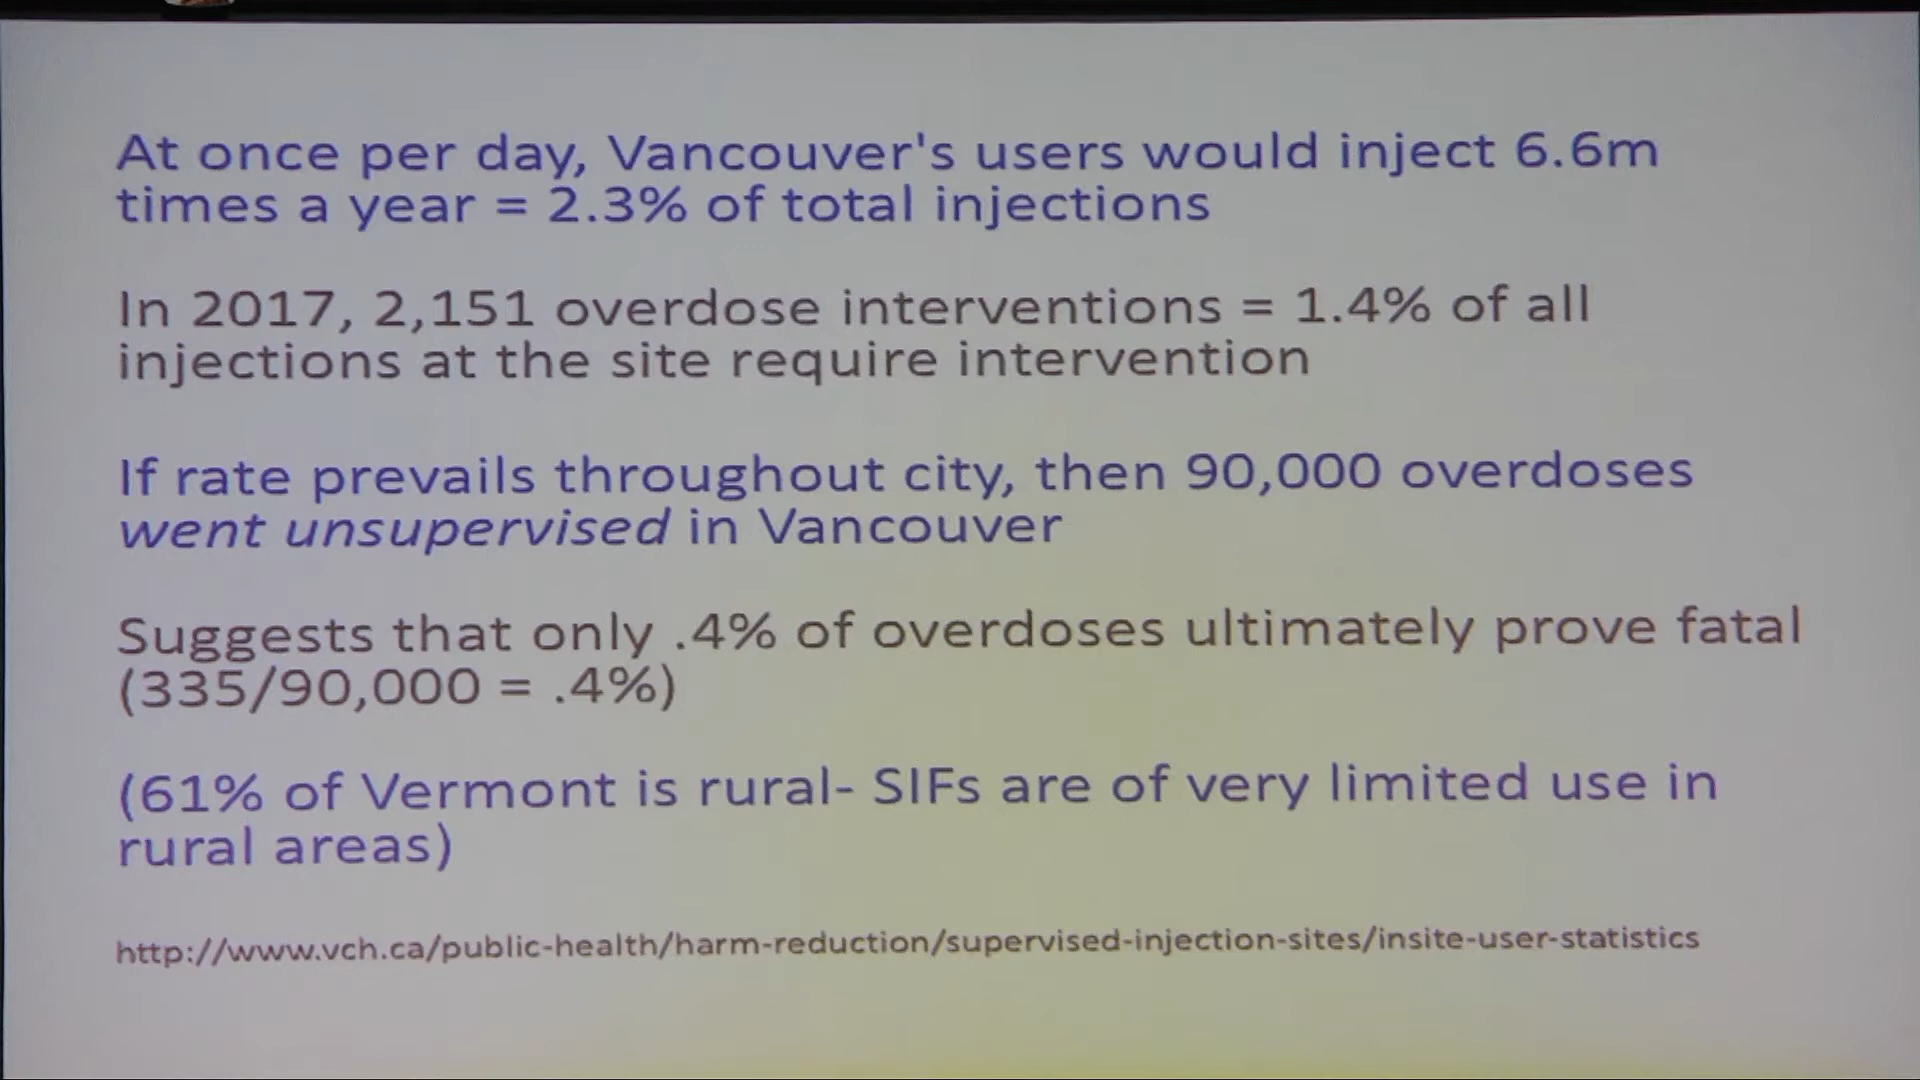 At once per day, Vancouver's users would inject 6.6m
times a year = 2.3% of total injections
In 2017, 2,151 overdose interventions = 1.4% of all
injections at the site require intervention
If rate prevails throughout city, then 90,000 overdoses
went unsupervised in Vancouver
Suggests that only .4% of overdoses ultimately prove fatal
(335/90,000 = .4%)
(61% of Vermont is rural- SIFs are of very limited use in
rural areas)
http://www.vch.ca/public-health/harm-reduction/supervised-injection-sites/insite-user-statistics